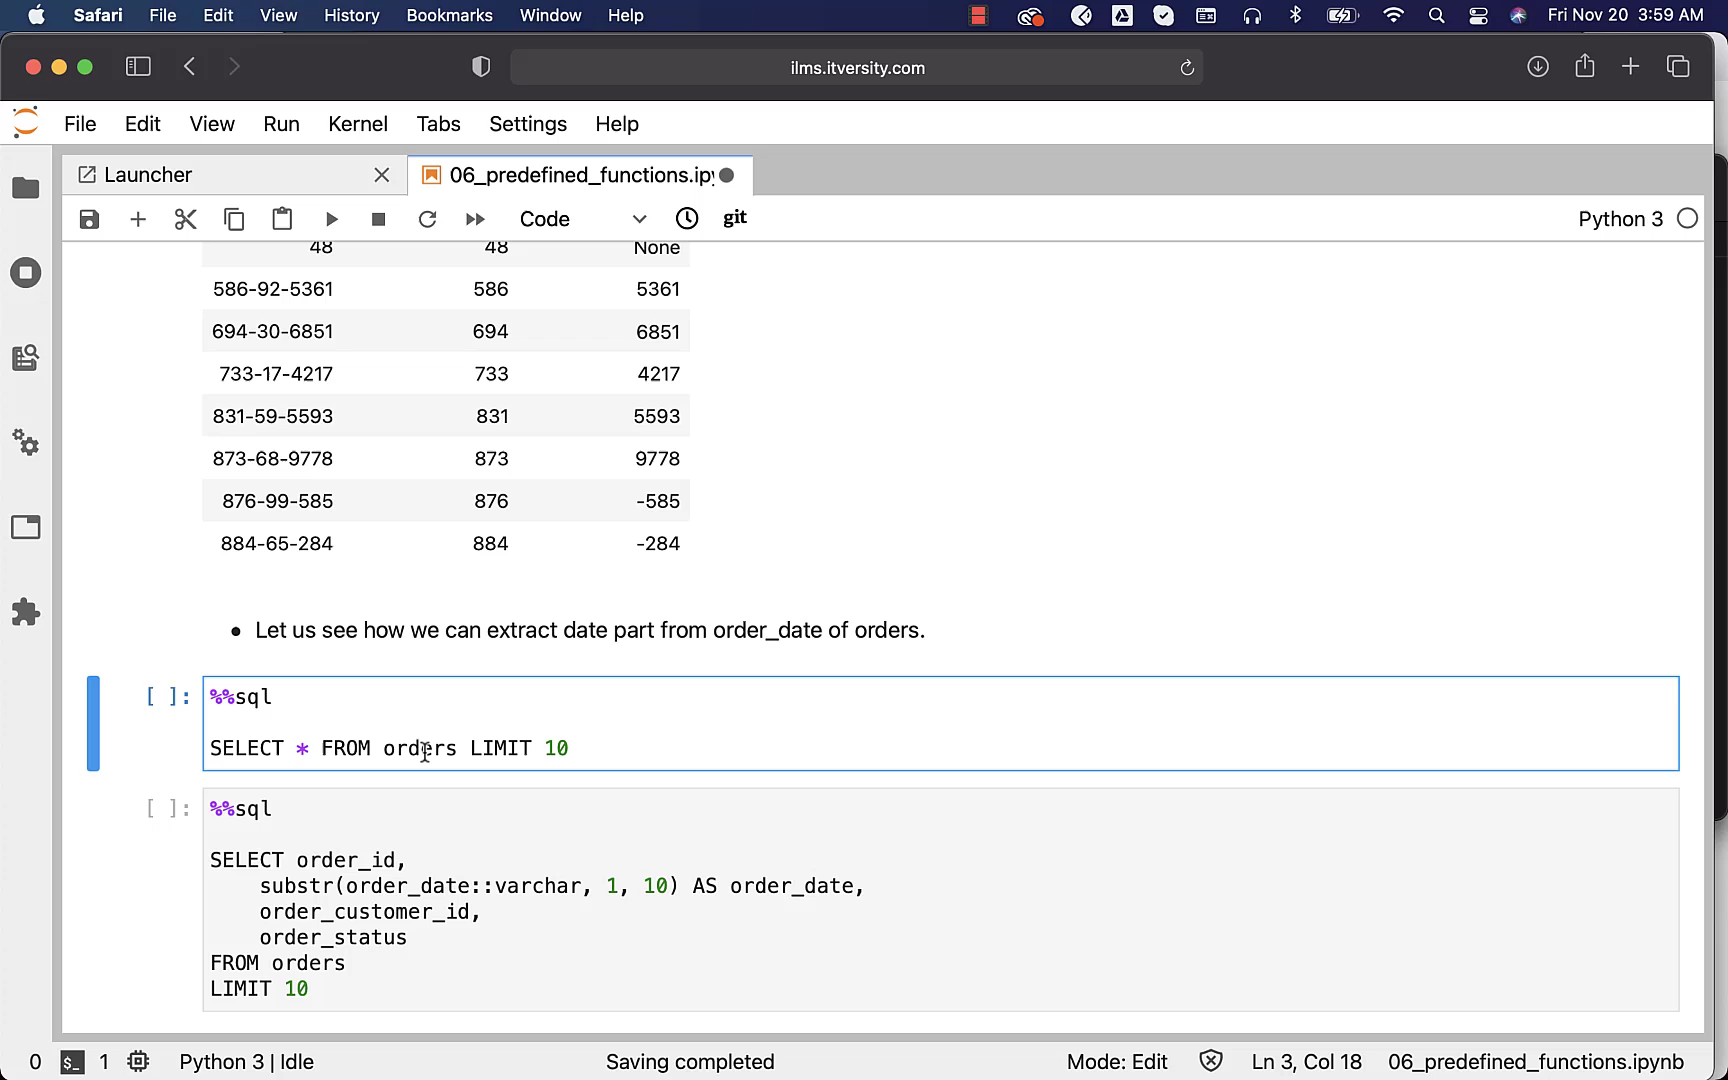 Safari File Edit View History Bookmarks Window Help Fri Nov 20 3:59 AM
ilms.itversity.com
File Edit View Run Kernel Tabs Settings Help
Launcher 06_predefined_functions.ipy
Code git Python 3
48 48 None
586-92-5361 586 5361
694-30-6851 694 6851
733-17-4217 733 4217
831-59-5593 831 5593
873-68-9778 873 9778
876-99-585 876 -585
884-65-284 884 -284
• Let us see how we can extract date part from order_date of orders.
[ ]: %%sql
SELECT * FROM orders LIMIT 10
[ ]: %%sql
SELECT order_id,
substr(order_date::varchar, 1, 10) AS order_date,
order_customer_id,
order_status
FROM orders
LIMIT 10
0 1 Python 3 | Idle Saving completed Mode: Edit Ln 3, Col 18 06_predefined_functions.ipynb